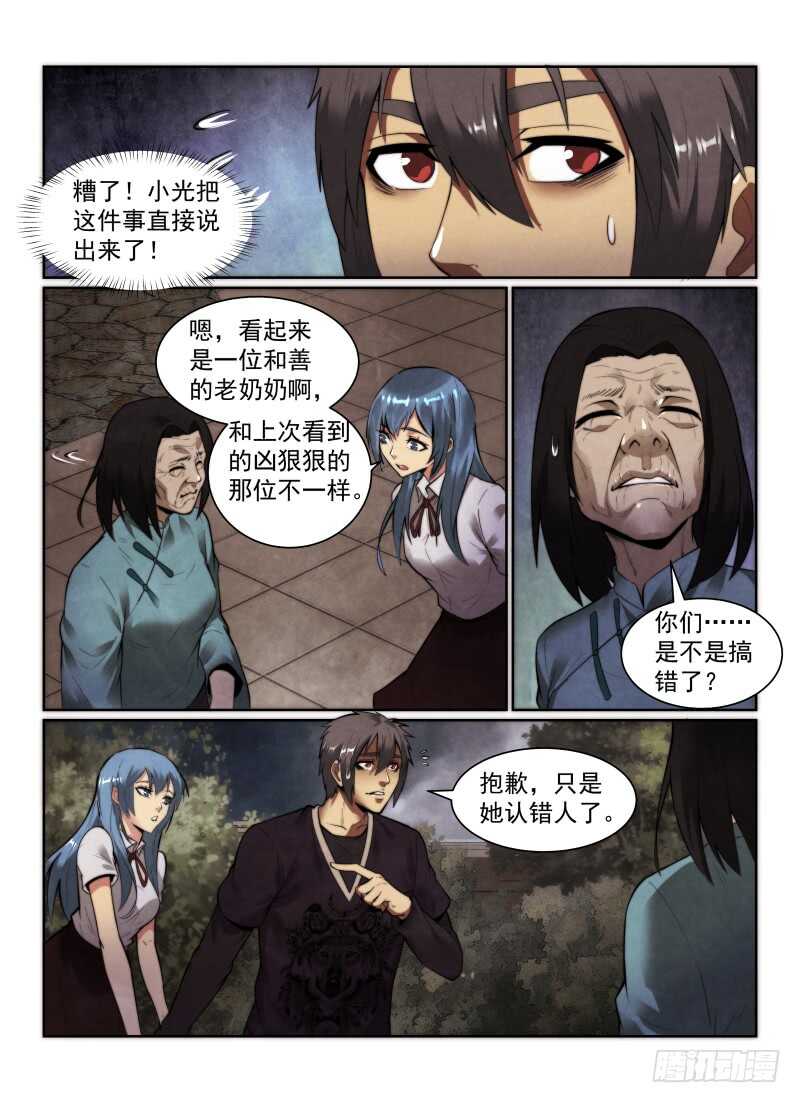 糟了！小光把
这件事直接说
出来了！
嗯，看起来
是一位和善
的老奶奶啊，
和上次看到
的凶狠狠的
那位不一样。
你们……
是不是搞
错了？
抱歉，只是
她认错人了。
腾讯动漫